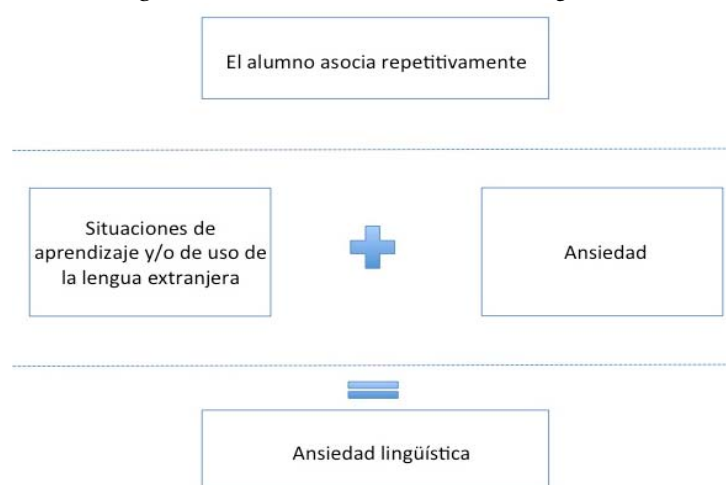 El alumno asocia repetitivamente
Situaciones de
aprendizaje y/o de uso de
la lengua extranjera
Ansiedad
Ansiedad lingüística